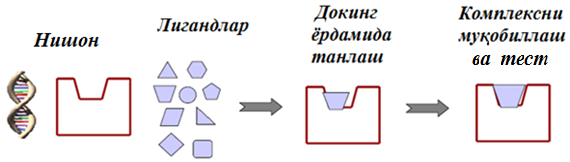 Нишон
Лигандлар
Докинг
ёрдамида
танлаш
Комплексни
муқобиллаш
ва тест